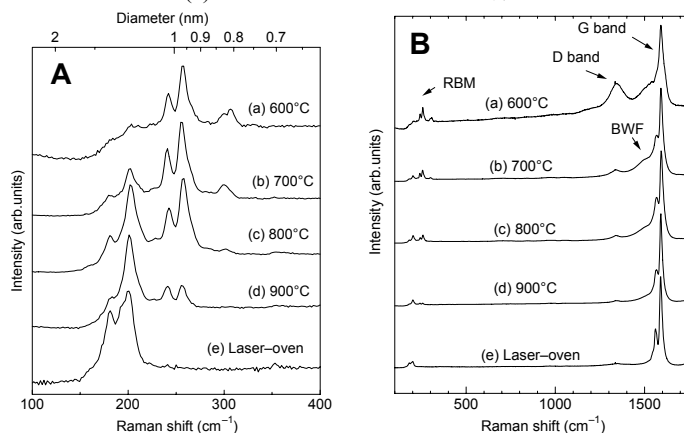 Diameter (nm)
2 1 0.9 0.8 0.7
A
(a) 600°C
(b) 700°C
(c) 800°C
(d) 900°C
(e) Laser–oven
Intensity (arb.units)
100 200 300 400
Raman shift (cm⁻¹)
B
G band
D band
RBM
(a) 600°C
BWF
(b) 700°C
(c) 800°C
(d) 900°C
(e) Laser–oven
Intensity (arb.units)
500 1000 1500
Raman shift (cm⁻¹)